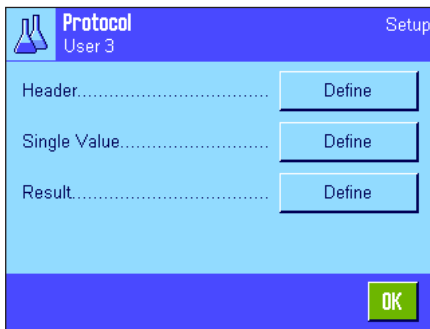 Protocol Setup
User 3
Header.................................... Define
Single Value........................... Define
Result..................................... Define
OK